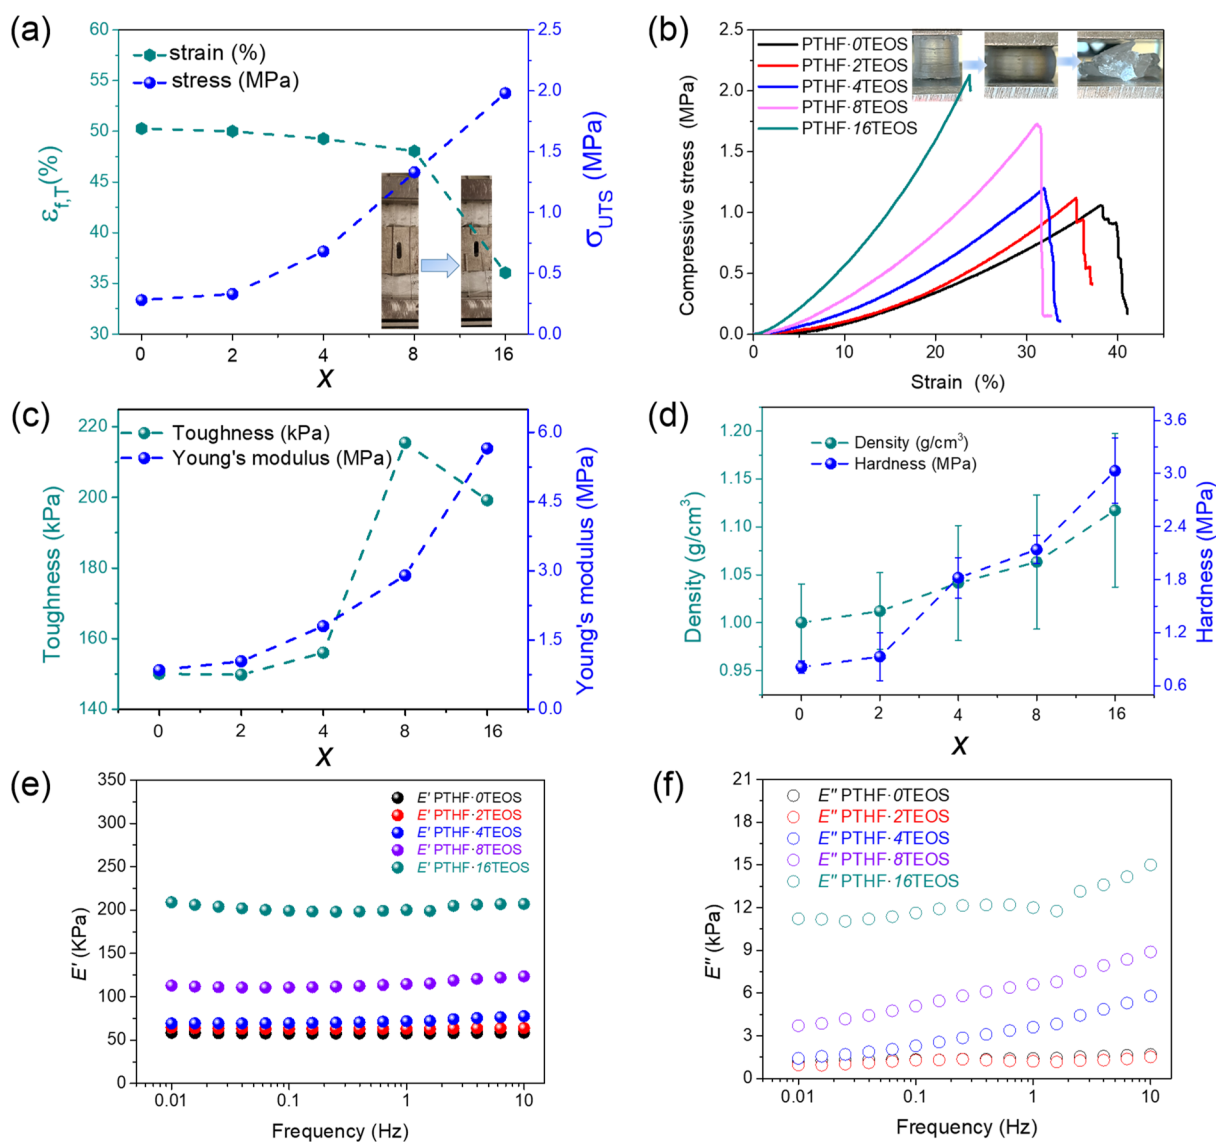 (a)
60
55
50
45
40
35
30
ε_f,T(%)
strain (%)
stress (MPa)
2.5
2.0
1.5
1.0
0.5
0.0
σ_UTS (MPa)
0 2 4 8 16
X
(b)
2.5
2.0
1.5
1.0
0.5
0.0
Compressive stress (MPa)
PTHF·0TEOS
PTHF·2TEOS
PTHF·4TEOS
PTHF·8TEOS
PTHF·16TEOS
0 10 20 30 40
Strain (%)
(c)
220
200
180
160
140
Toughness (kPa)
Toughness (kPa)
Young's modulus (MPa)
6.0
4.5
3.0
1.5
0.0
Young's modulus (MPa)
0 2 4 8 16
X
(d)
1.20
1.15
1.10
1.05
1.00
0.95
Density (g/cm³)
Density (g/cm³)
Hardness (MPa)
3.6
3.0
2.4
1.8
1.2
0.6
Hardness (MPa)
0 2 4 8 16
X
(e)
350
300
250
200
150
100
50
0
E' (KPa)
E' PTHF·0TEOS
E' PTHF·2TEOS
E' PTHF·4TEOS
E' PTHF·8TEOS
E' PTHF·16TEOS
0.01 0.1 1 10
Frequency (Hz)
(f)
21
18
15
12
9
6
3
0
E" (kPa)
E" PTHF·0TEOS
E" PTHF·2TEOS
E" PTHF·4TEOS
E" PTHF·8TEOS
E" PTHF·16TEOS
0.01 0.1 1 10
Frequency (Hz)